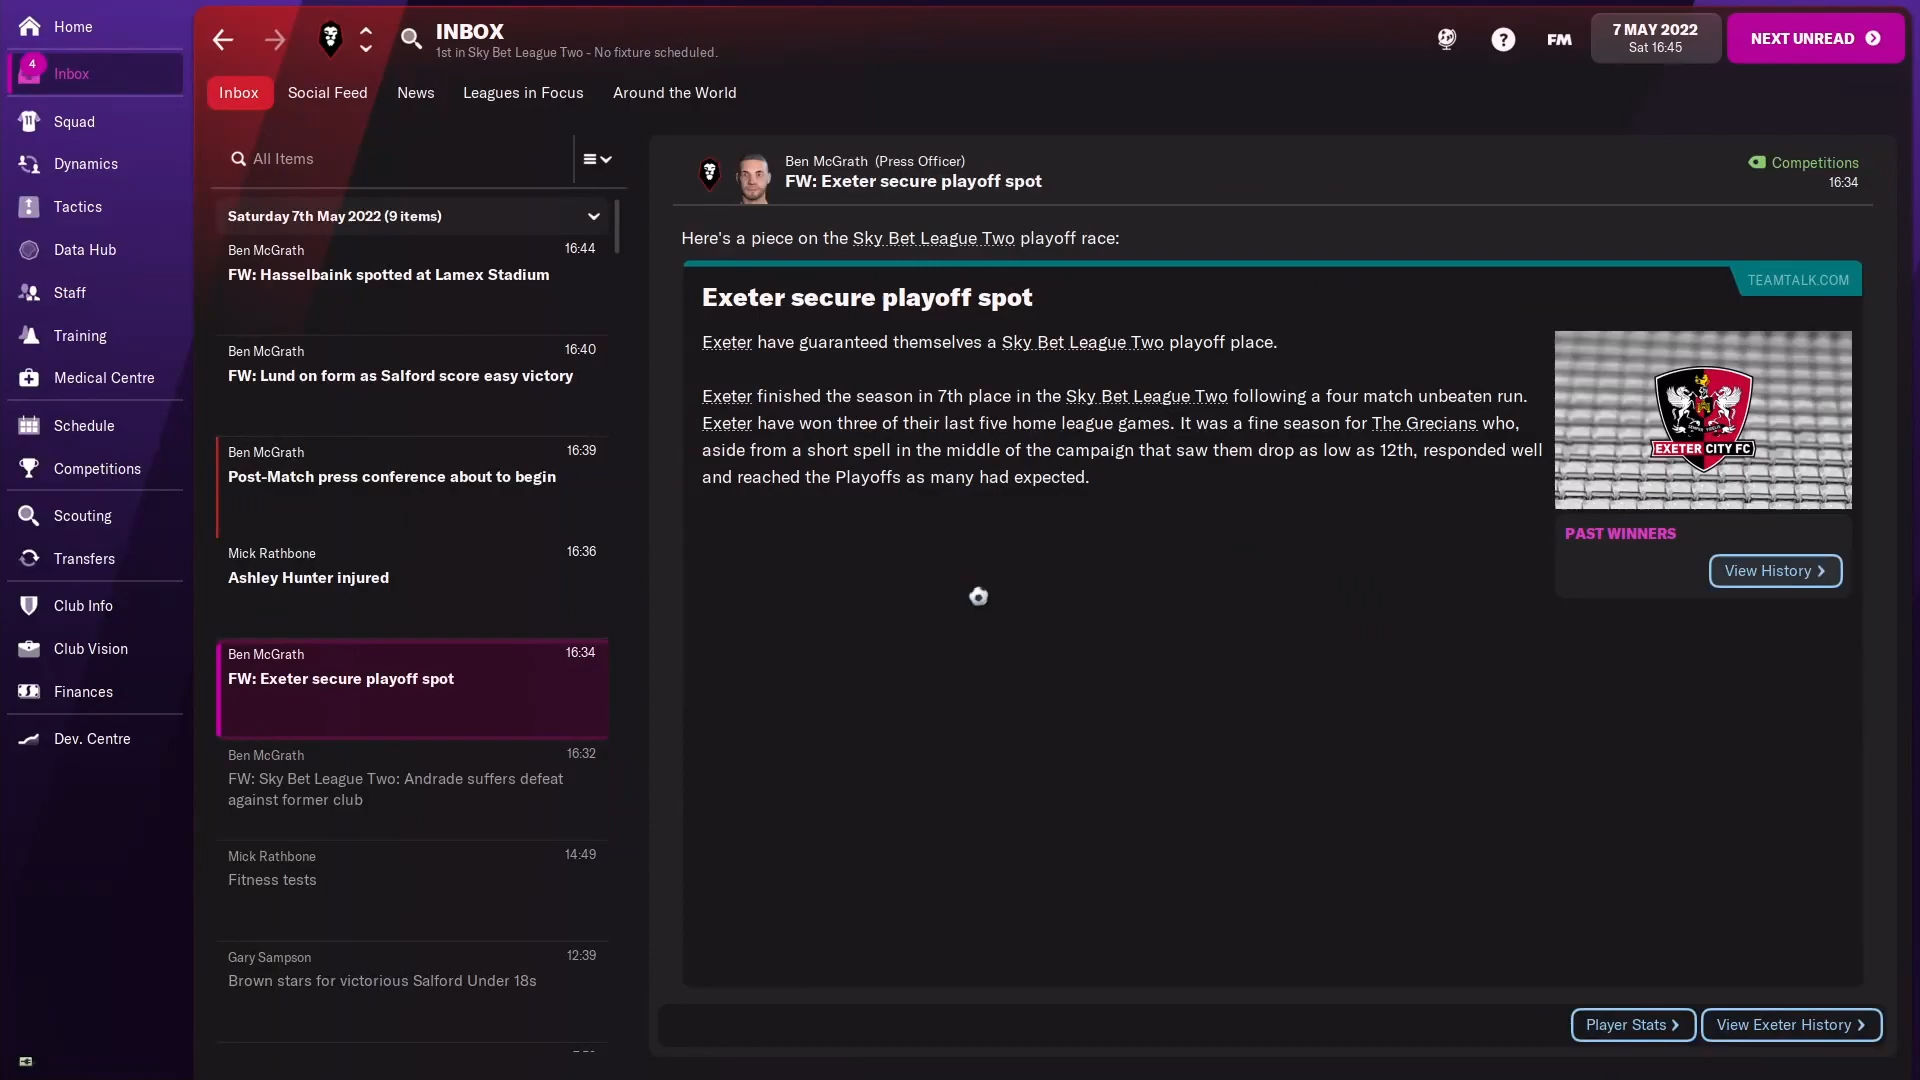 Home
4
Inbox
Squad
Dynamics
Tactics
Data Hub
Staff
Training
Medical Centre
Schedule
Competitions
Scouting
Transfers
Club Info
Club Vision
Finances
Dev. Centre
INBOX
1st in Sky Bet League Two - No fixture scheduled.
?
FM
7 MAY 2022
Sat 16:45
NEXT UNREAD
Inbox
Social Feed
News
Leagues in Focus
Around the World
All Items
Saturday 7th May 2022 (9 items)
Ben McGrath 16:44
FW: Hasselbaink spotted at Lamex Stadium
Ben McGrath 16:40
FW: Lund on form as Salford score easy victory
Ben McGrath 16:39
Post-Match press conference about to begin
Mick Rathbone 16:36
Ashley Hunter injured
Ben McGrath 16:34
FW: Exeter secure playoff spot
Ben McGrath 16:32
FW: Sky Bet League Two: Andrade suffers defeat
against former club
Mick Rathbone 14:49
Fitness tests
Gary Sampson 12:39
Brown stars for victorious Salford Under 18s
Ben McGrath (Press Officer)
FW: Exeter secure playoff spot
Competitions
16:34
Here's a piece on the Sky Bet League Two playoff race:
TEAMTALK.COM
Exeter secure playoff spot
Exeter have guaranteed themselves a Sky Bet League Two playoff place.
Exeter finished the season in 7th place in the Sky Bet League Two following a four match unbeaten run.
Exeter have won three of their last five home league games. It was a fine season for The Grecians who,
aside from a short spell in the middle of the campaign that saw them drop as low as 12th, responded well
and reached the Playoffs as many had expected.
EXETER CITY FC
PAST WINNERS
View History
Player Stats
View Exeter History